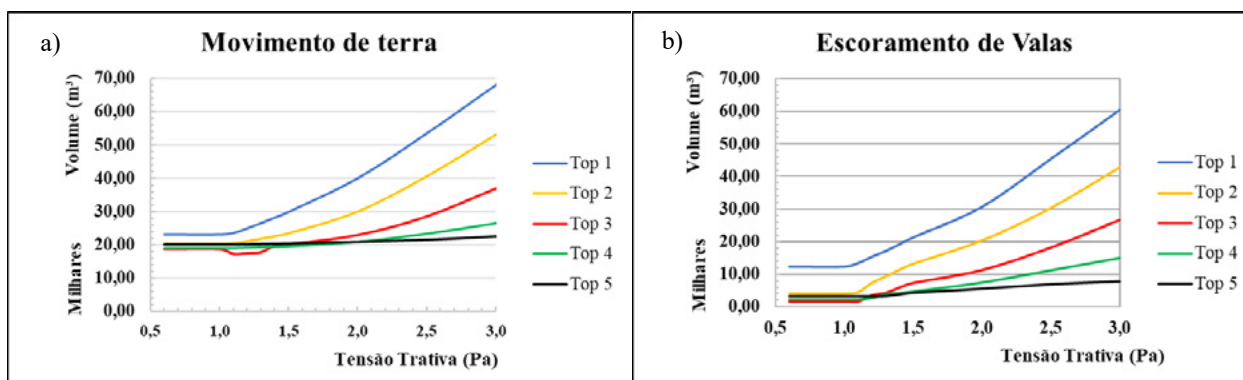 a)
Movimento de terra
Volume (m³)
Milhares
70,00
60,00
50,00
40,00
30,00
20,00
10,00
0,00
0,5 1,0 1,5 2,0 2,5 3,0
Tensão Trativa (Pa)
Top 1
Top 2
Top 3
Top 4
Top 5
b)
Escoramento de Valas
Volume (m³)
Milhares
70,00
60,00
50,00
40,00
30,00
20,00
10,00
0,00
0,5 1,0 1,5 2,0 2,5 3,0
Tensão Trativa (Pa)
Top 1
Top 2
Top 3
Top 4
Top 5